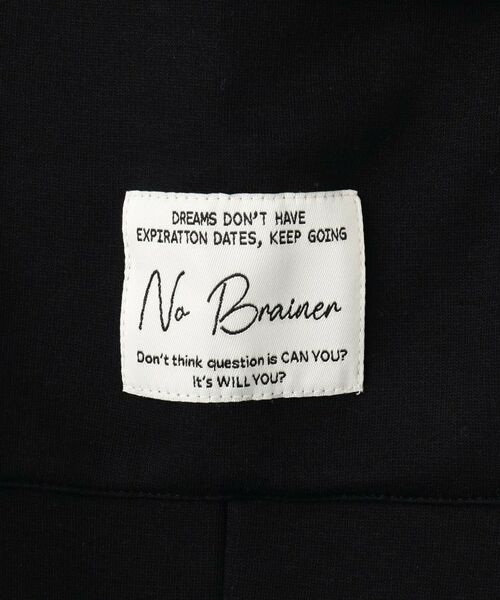 DREAMS DON'T HAVE
EXPIRATTON DATES, KEEP GOING
No Brainer
Don't think question is CAN YOU?
It's WILL YOU?